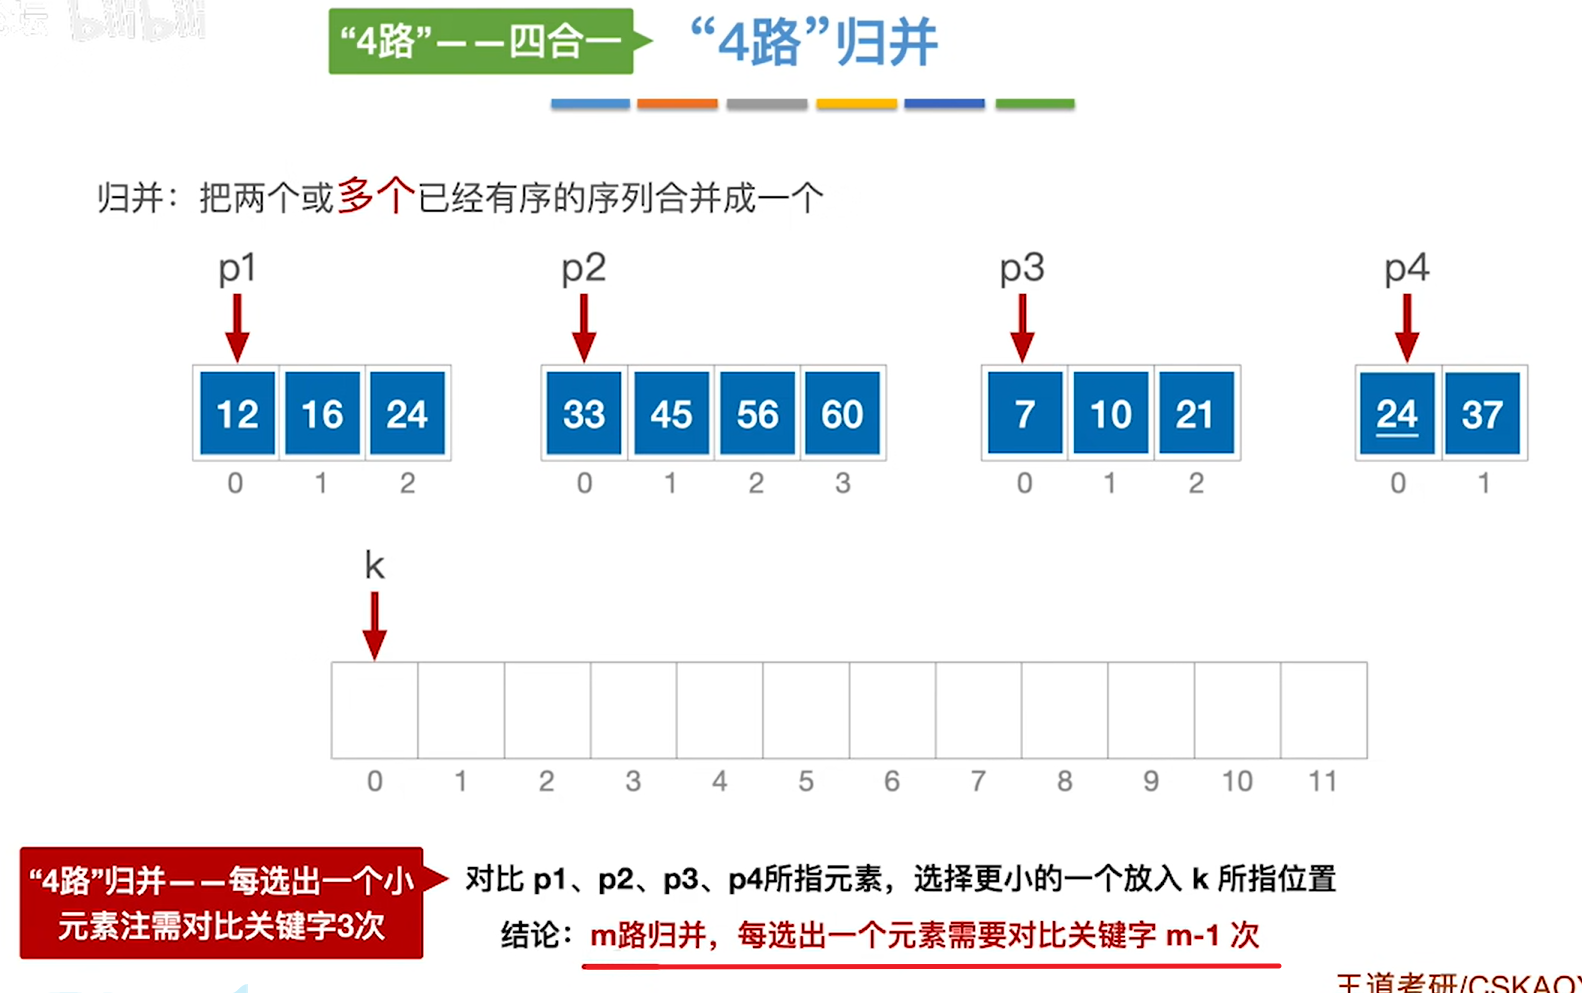 坛 bilibili
“4路”——四合一
“4路”归并
归并：把两个或多个已经有序的序列合并成一个
p1 p2 p3 p4
12 16 24 33 45 56 60 7 10 21 24 37
0 1 2 0 1 2 3 0 1 2 0 1
k
0 1 2 3 4 5 6 7 8 9 10 11
“4路”归并——每选出一个小
元素注需对比关键字3次
对比 p1、p2、p3、p4所指元素，选择更小的一个放入 k 所指位置
结论：m路归并，每选出一个元素需要对比关键字 m-1 次
王道考研/CSKAOY